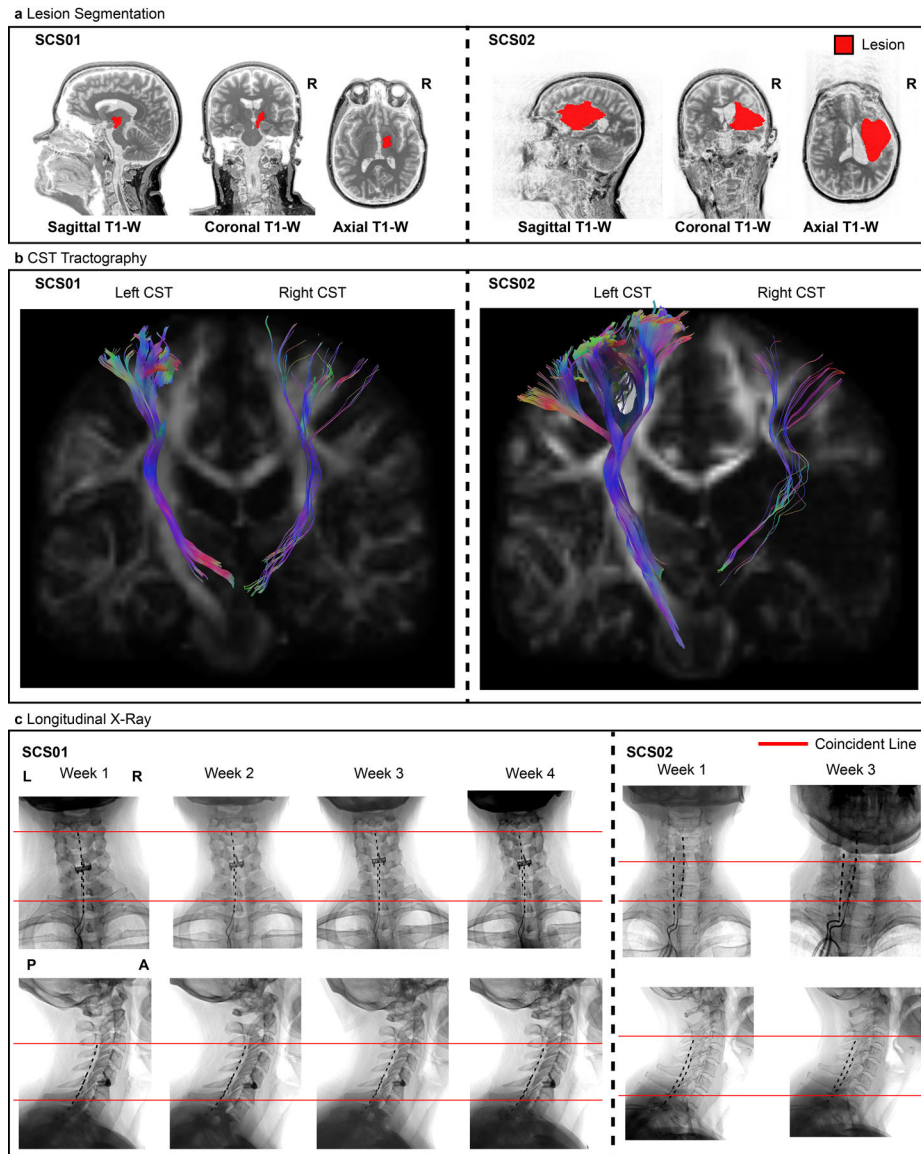 a Lesion Segmentation
SCS01
R
R
Sagittal T1-W
Coronal T1-W
Axial T1-W
SCS02
Lesion
R
R
Sagittal T1-W
Coronal T1-W
Axial T1-W
b CST Tractography
SCS01
Left CST
Right CST
SCS02
Left CST
Right CST
c Longitudinal X-Ray
SCS01
L
Week 1
R
Week 2
Week 3
Week 4
P
A
SCS02
Coincident Line
Week 1
Week 3